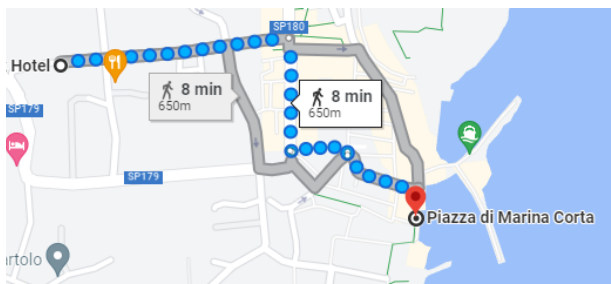 SP180
Hotel
8 min
650m
8 min
650m
SP179
SP179
Piazza di Marina Corta
artolo